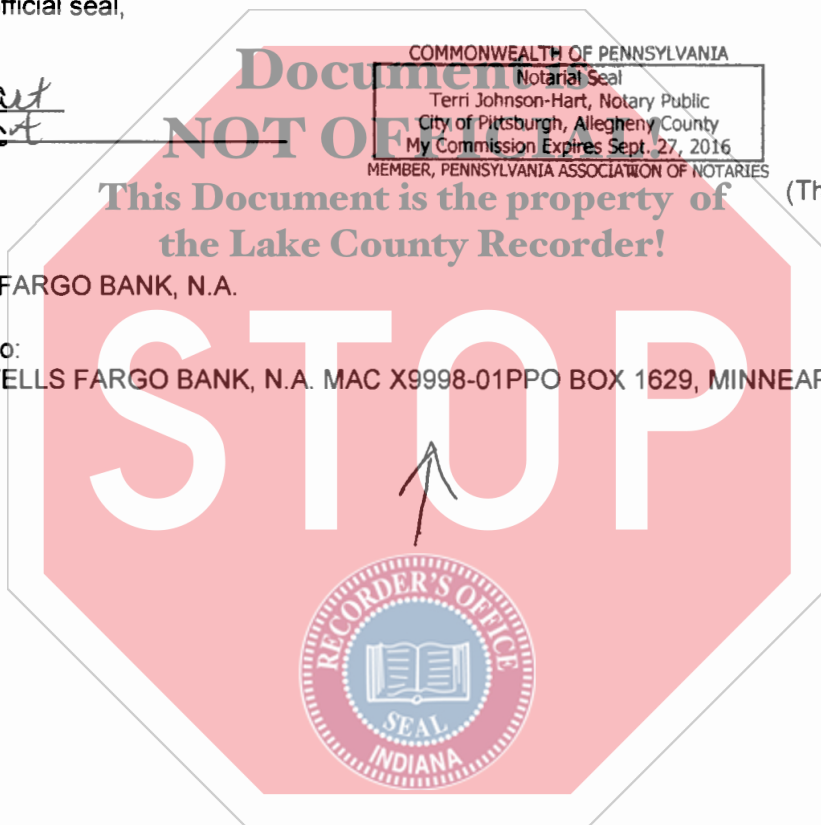 fficial seal,
COMMONWEALTH OF PENNSYLVANIA
Notarial Seal
Terri Johnson-Hart, Notary Public
City of Pittsburgh, Allegheny County
My Commission Expires Sept. 27, 2016
MEMBER, PENNSYLVANIA ASSOCIATION OF NOTARIES
Document is
NOT OFFICIAL!
This Document is the property of
the Lake County Recorder!
(Th
FARGO BANK, N.A.
o:
ELLS FARGO BANK, N.A. MAC X9998-01PPO BOX 1629, MINNEAP
STOP
RECORDER'S OFFICE
SEAL
INDIANA